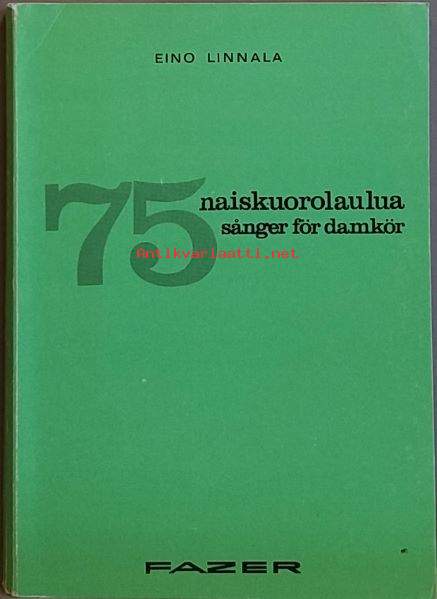 EINO LINNALA
75 naiskuorolaulua
sånger för damkör
Antikvariaatti.net
FAZER